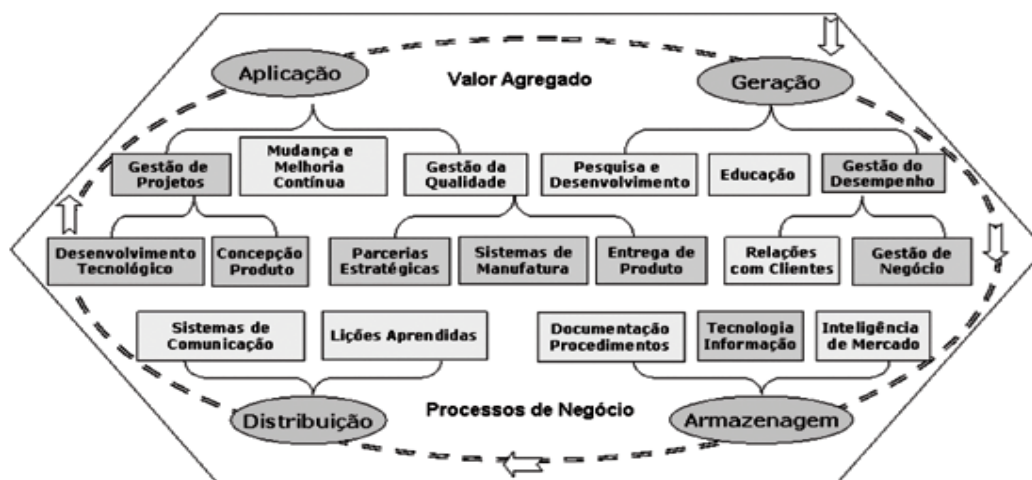 Aplicação
Valor Agregado
Geração
Gestão de
Projetos
Mudança e
Melhoria
Contínua
Gestão da
Qualidade
Pesquisa e
Desenvolvimento
Educação
Gestão do
Desempenho
Desenvolvimento
Tecnológico
Concepção
Produto
Parcerias
Estratégicas
Sistemas de
Manufatura
Entrega de
Produto
Relações
com Clientes
Gestão de
Negócio
Sistemas de
Comunicação
Lições Aprendidas
Documentação
Procedimentos
Tecnologia
Informação
Inteligência
de Mercado
Distribuição
Processos de Negócio
Armazenagem